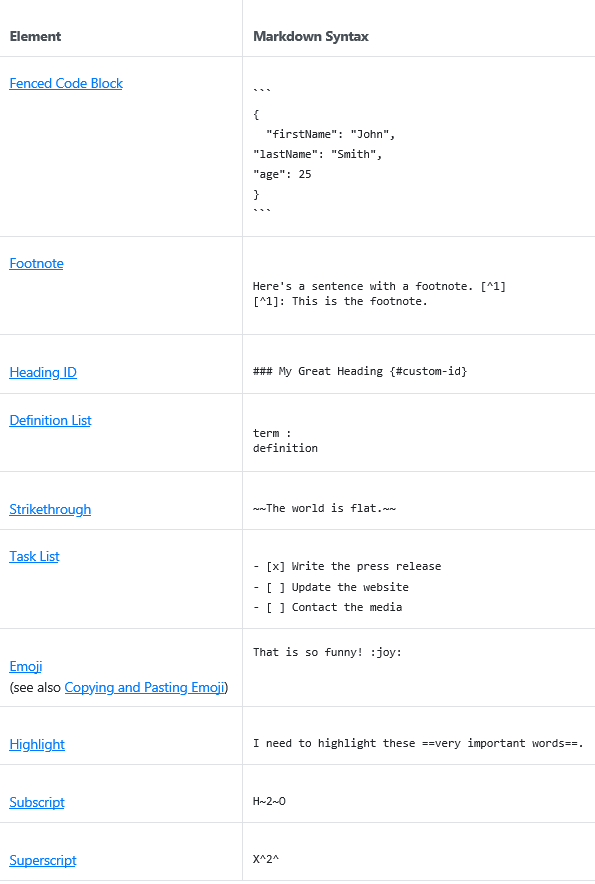 Element Markdown Syntax
Fenced Code Block
```
{
  "firstName": "John",
"lastName": "Smith",
"age": 25
}
```
Footnote
Here's a sentence with a footnote. [^1]
[^1]: This is the footnote.
Heading ID ### My Great Heading {#custom-id}
Definition List
term :
definition
Strikethrough ~~The world is flat.~~
Task List
- [x] Write the press release
- [ ] Update the website
- [ ] Contact the media
That is so funny! :joy:
Emoji
(see also Copying and Pasting Emoji)
Highlight I need to highlight these ==very important words==.
Subscript H~2~O
Superscript X^2^